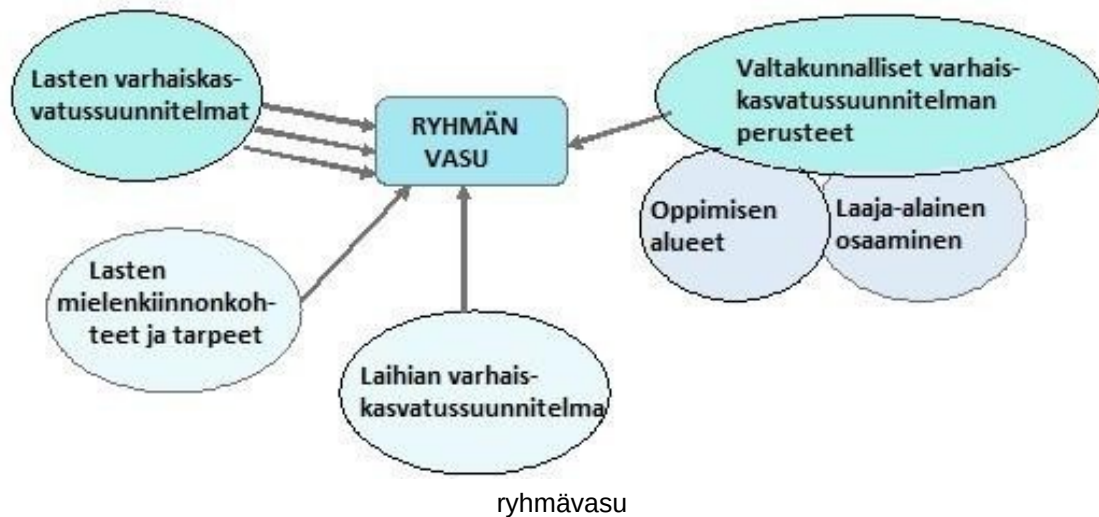 Lasten varhaiskas-
vatussuunnitelmat
RYHMÄN
VASU
Valtakunnalliset varhais-
kasvatussuunnitelman
perusteet
Oppimisen
alueet
Laaja-alainen
osaaminen
Lasten
mielenkiinnonkoh-
teet ja tarpeet
Laihian varhais-
kasvatussuunnitelma
ryhmävasu